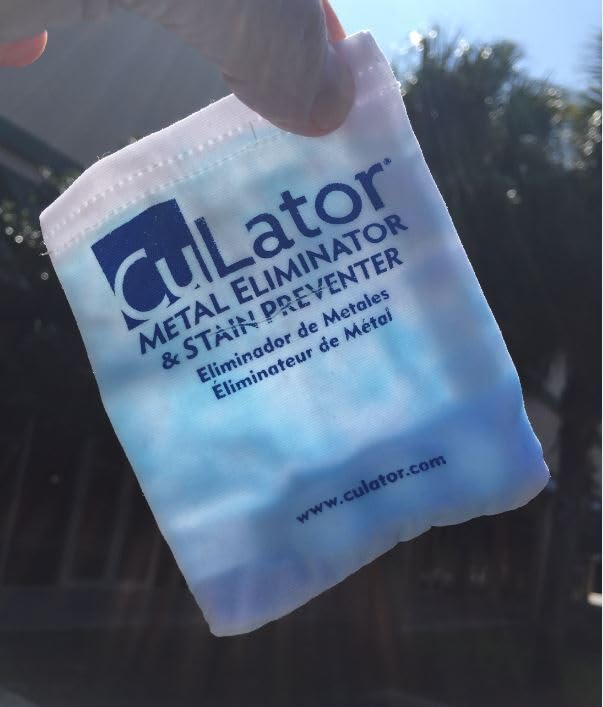 CuLator®
METAL ELIMINATOR
& STAIN PREVENTER
Eliminador de Metales
Éliminateur de Métal
www.culator.com